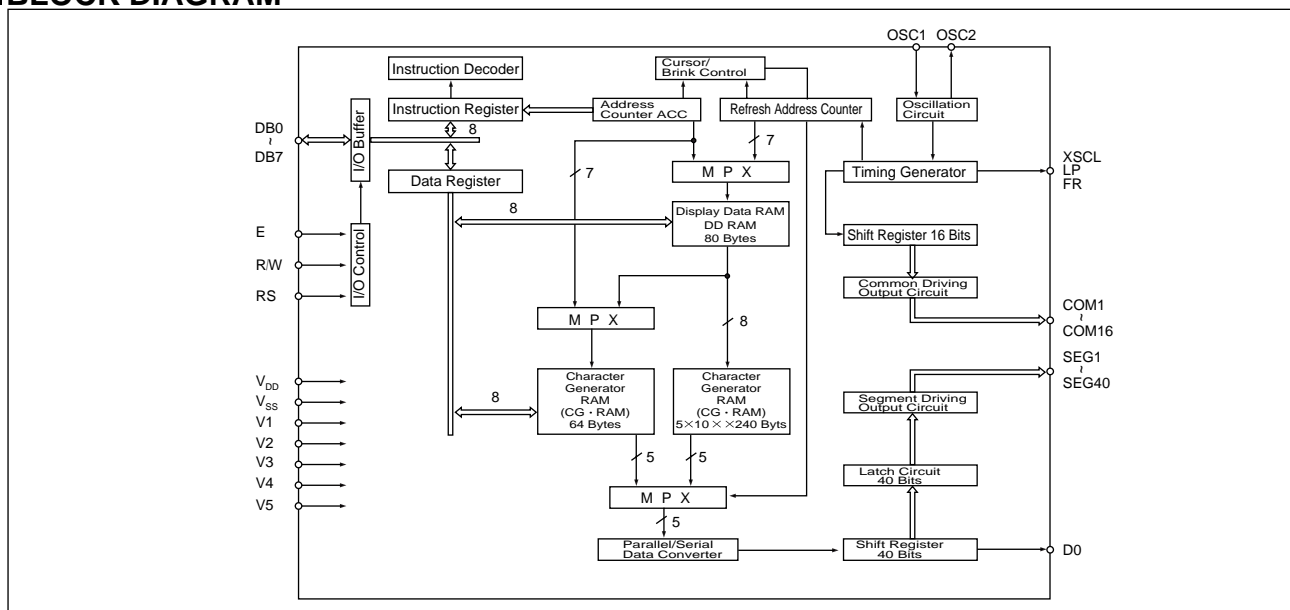 BLOCK DIAGRAM
OSC1 OSC2
Instruction Decoder
Cursor/
Brink Control
Instruction Register
Address
Counter ACC
Refresh Address Counter
Oscillation
Circuit
DB0
~
DB7
I/O Buffer
8
7
7
M P X
Timing Generator
XSCL
LP
FR
Data Register
8
Display Data RAM
DD RAM
80 Bytes
Shift Register 16 Bits
E
R/W
RS
I/O Control
Common Driving
Output Circuit
M P X
8
COM1
~
COM16
SEG1
~
SEG40
VDD
VSS
V1
V2
V3
V4
V5
8
Character
Generator
RAM
(CG・RAM)
64 Bytes
Character
Generator
RAM
(CG・RAM)
5×10××240 Byts
Segment Driving
Output Circuit
5
5
Latch Circuit
40 Bits
M P X
5
Parallel/Serial
Data Converter
Shift Register
40 Bits
D0